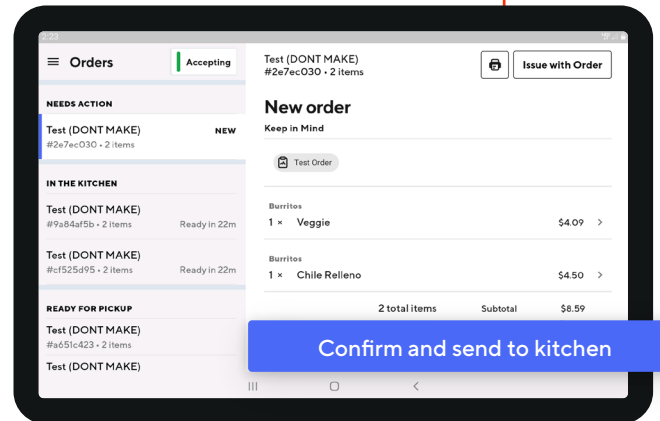 2:23
Orders
Accepting
NEEDS ACTION
Test (DONT MAKE) NEW
#2e7ec030 • 2 items
IN THE KITCHEN
Test (DONT MAKE)
#9a84af5b • 2 items Ready in 22m
Test (DONT MAKE)
#cf525d95 • 2 items Ready in 22m
READY FOR PICKUP
Test (DONT MAKE)
#a651c423 • 2 items
Test (DONT MAKE)
Test (DONT MAKE)
#2e7ec030 • 2 items
Issue with Order
New order
Keep in Mind
Test Order
Burritos
1 × Veggie $4.09
Burritos
1 × Chile Relleno $4.50
2 total items Subtotal $8.59
Confirm and send to kitchen